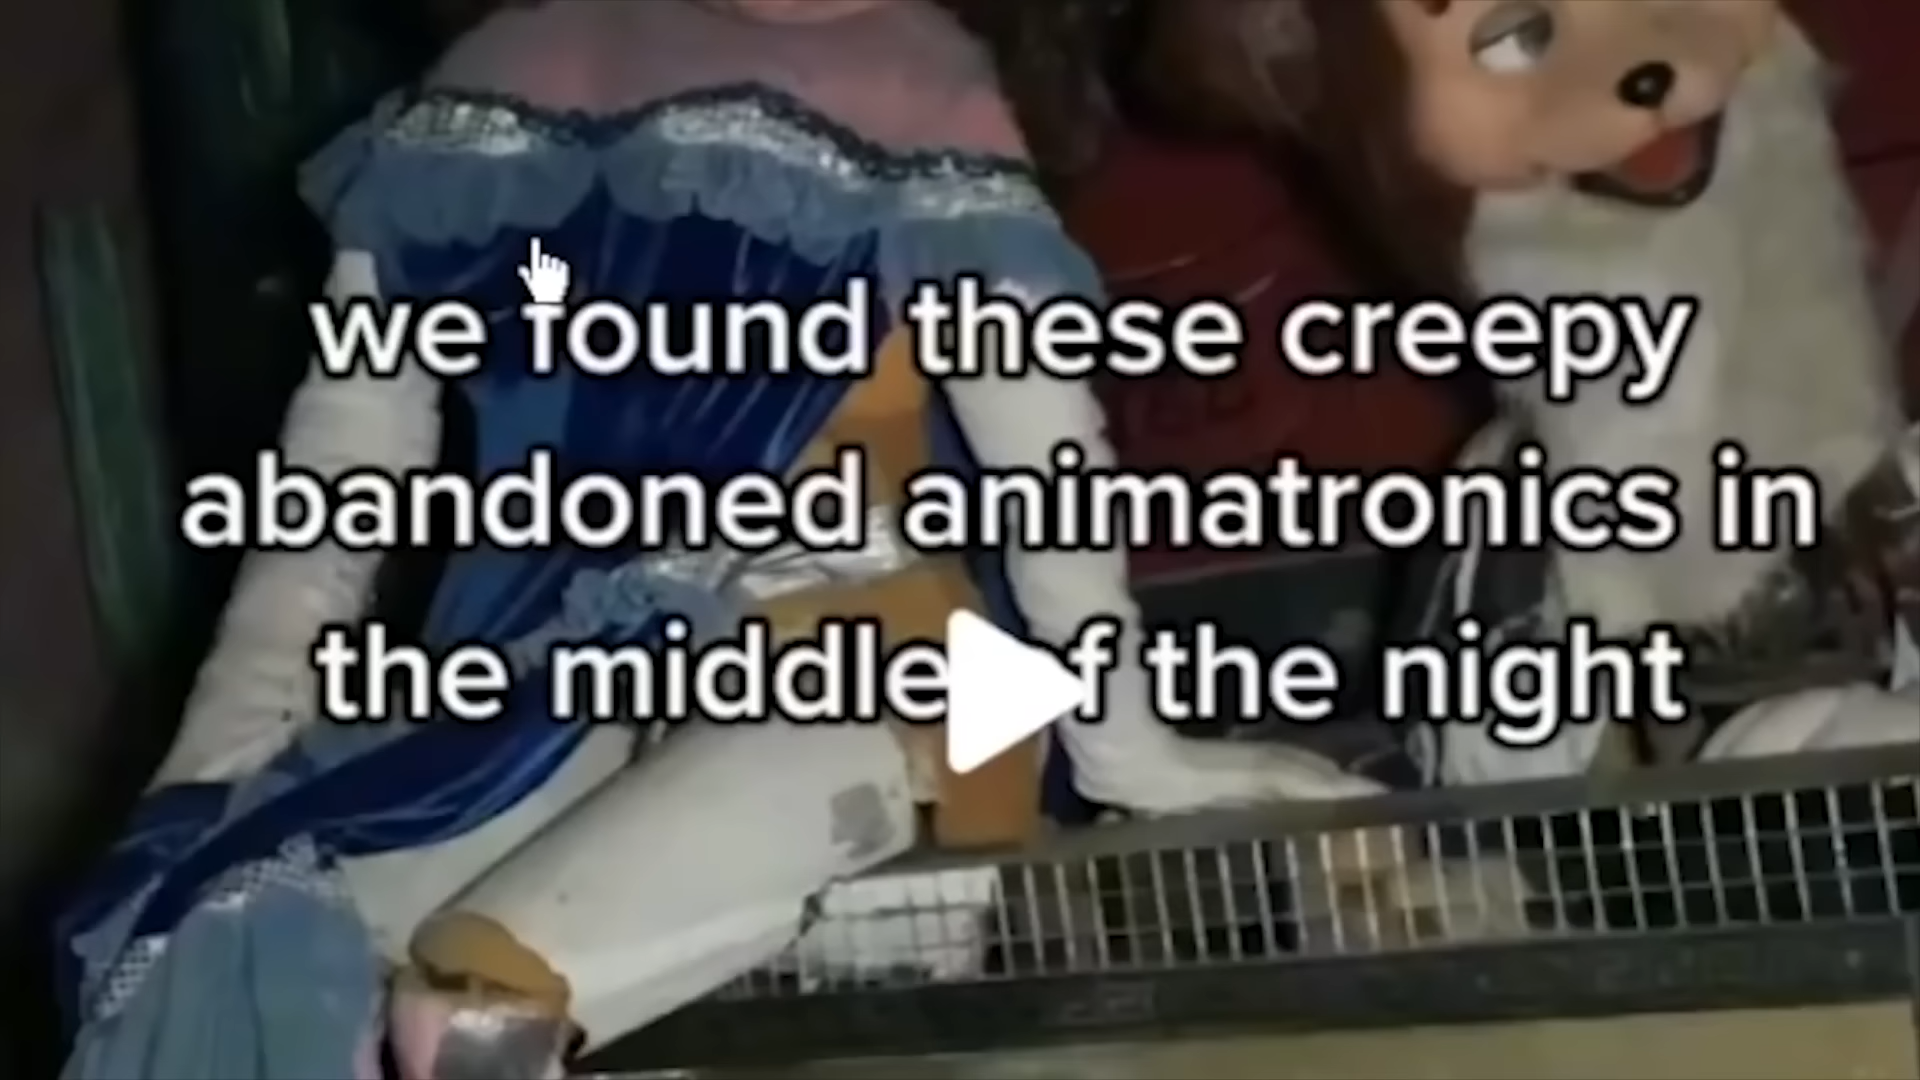 we found these creepy
abandoned animatronics in
the middle of the night